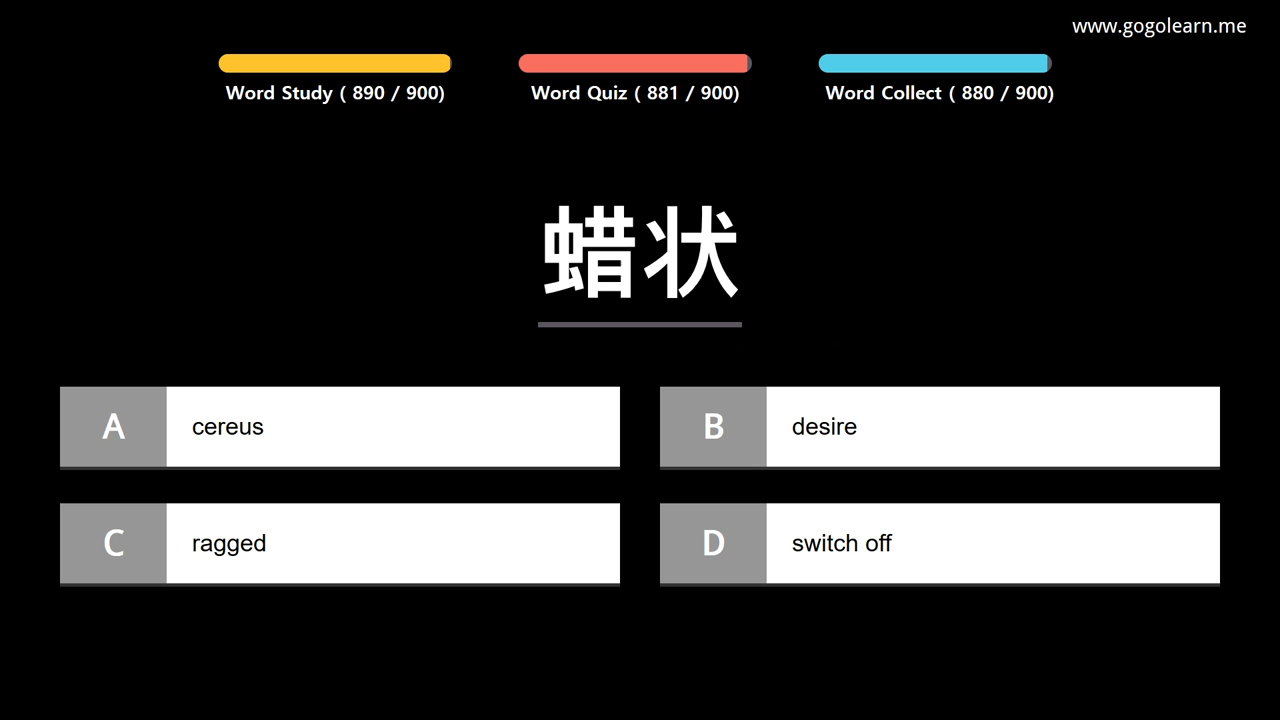 www.gogolearn.me
Word Study ( 890 / 900)
Word Quiz ( 881 / 900)
Word Collect ( 880 / 900)
蜡状
A cereus
B desire
C ragged
D switch off